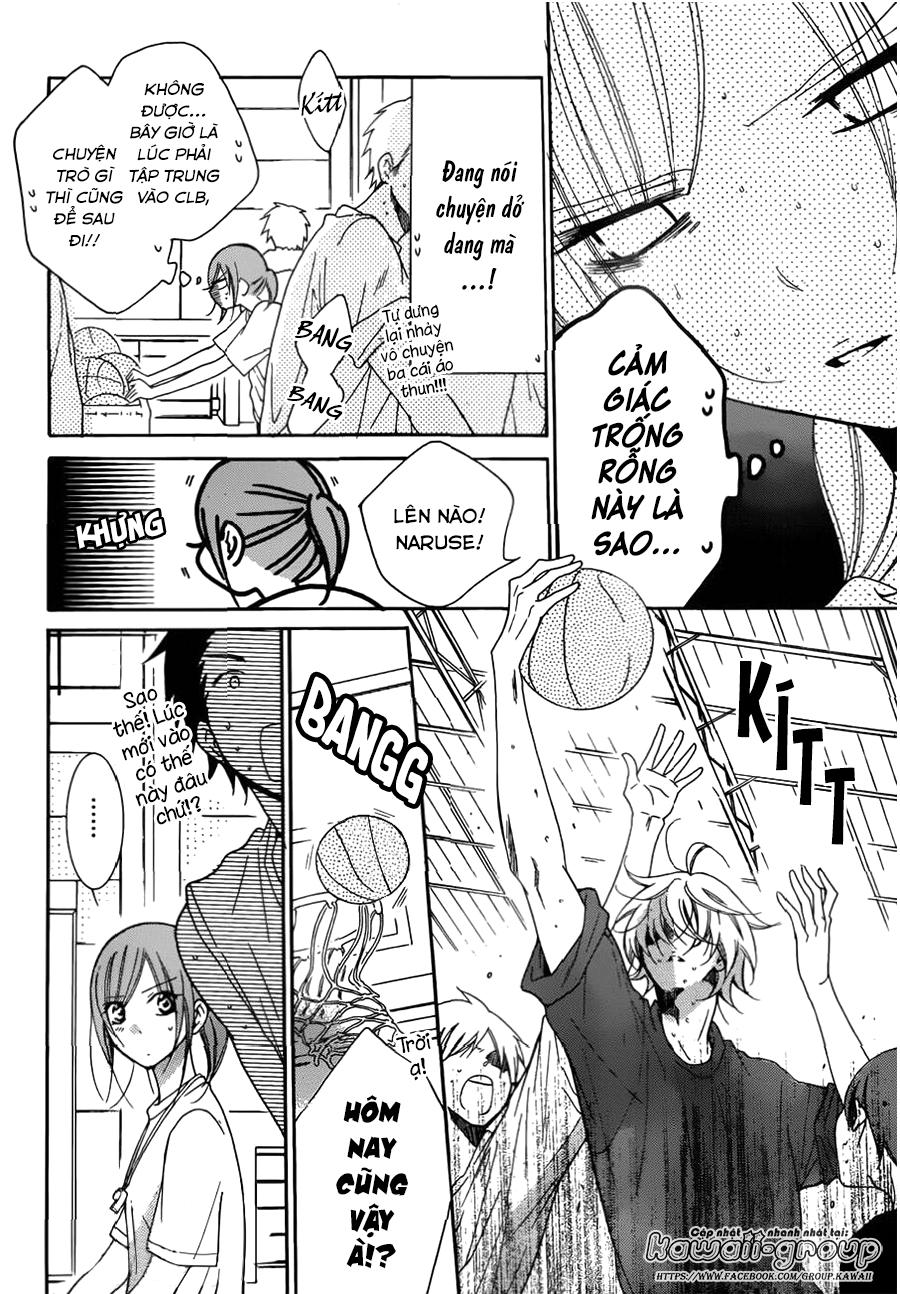 CẢM
GIÁC
TRỐNG
RỖNG
NÀY LÀ
SAO...
Đang nói
chuyện dở
dang mà
...!
Kítt
KHÔNG
ĐƯỢC...
BÂY GIỜ LÀ
LÚC PHẢI
TẬP TRUNG
VÀO CLB,
CHUYỆN
TRÒ GÌ
THÌ CŨNG
ĐỂ SAU
ĐI!!
BANG
BANG
Tự dưng
lại nhảy
vô chuyện
ba cái áo
thun!!!
LÊN NÀO!
NARUSE!
KHỰNG
KÍTT
BANGG
Trời
ạ!
HÔM
NAY
CŨNG
VẬY
À!?
Sao
thế! Lúc
mới vào
có thế
này đâu
chứ!?
......
Cập nhật nhanh nhất tại:
kawaii-group
HTTPS://WWW.FACEBOOK.COM/GROUP.KAWAII